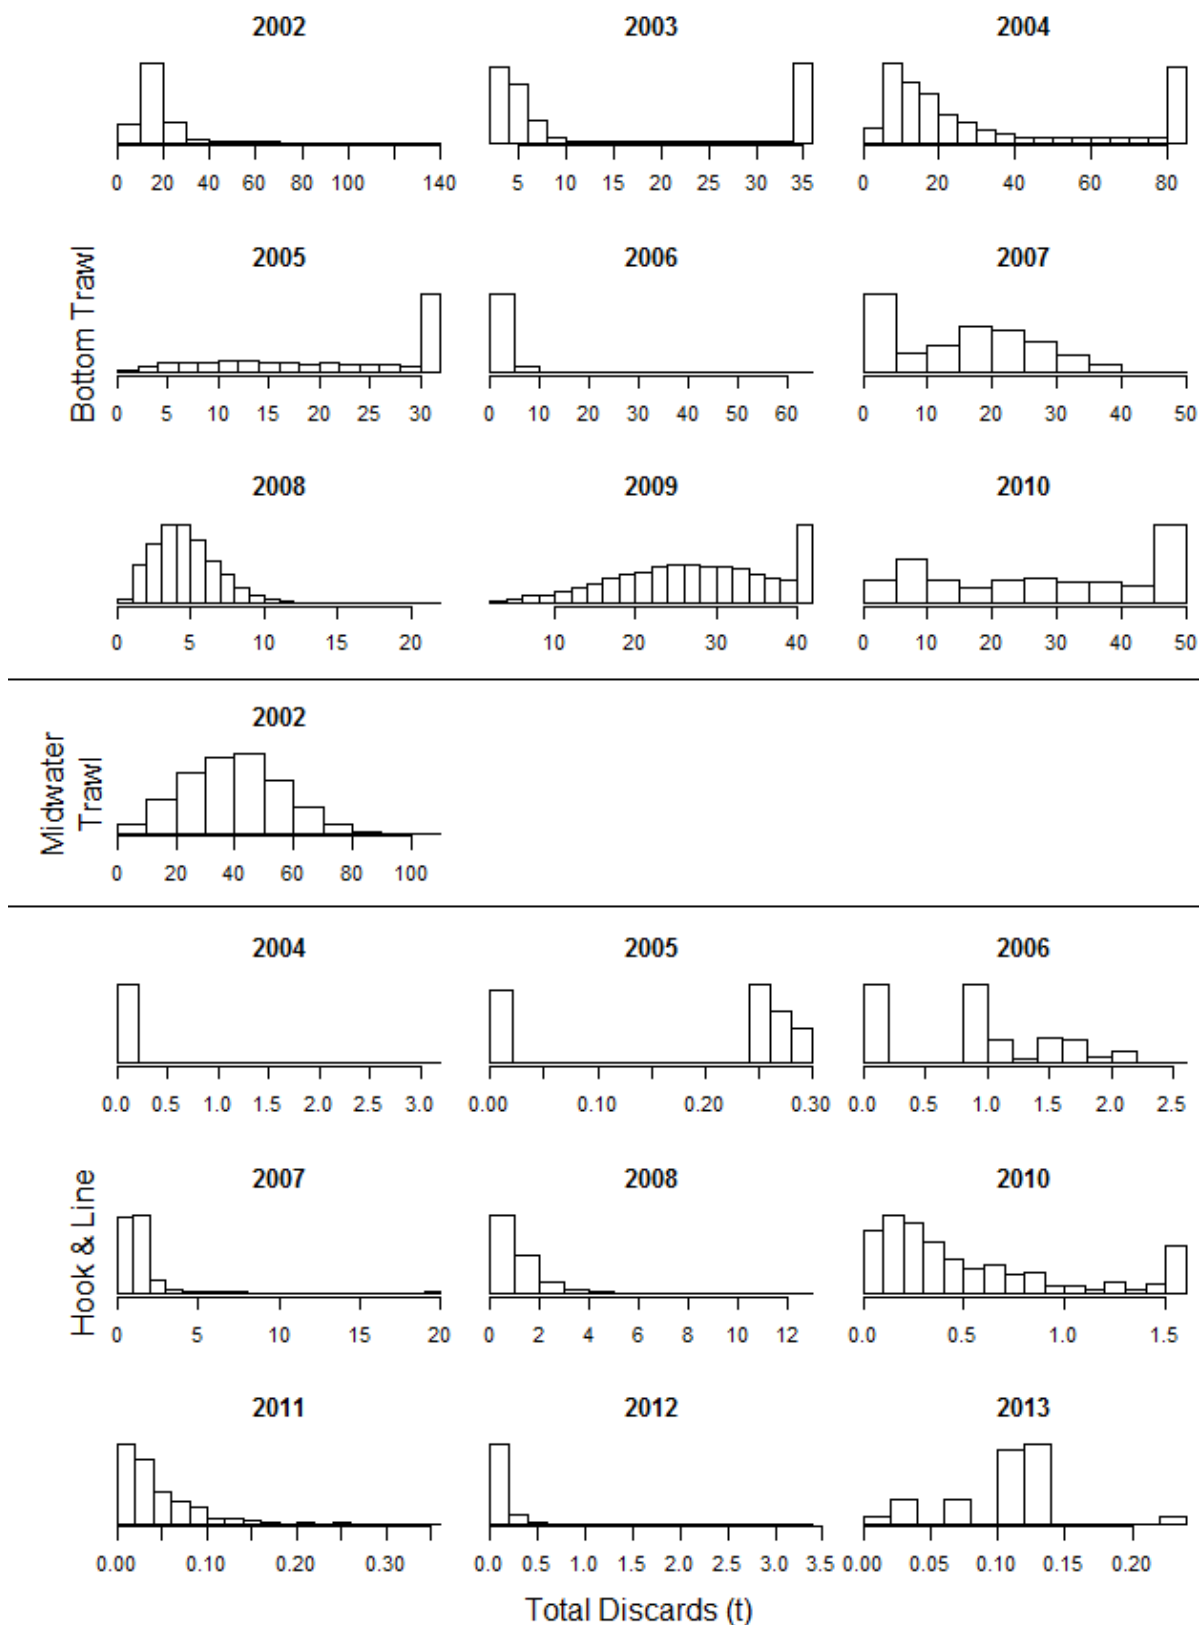 2002 2003 2004
0 20 40 60 80 100 140 5 10 15 20 25 30 35 0 20 40 60 80
Bottom Trawl
2005 2006 2007
0 5 10 15 20 25 30 0 10 20 30 40 50 60 0 10 20 30 40 50
2008 2009 2010
0 5 10 15 20 10 20 30 40 0 10 20 30 40 50
Midwater
Trawl
2002
0 20 40 60 80 100
2004 2005 2006
0.0 0.5 1.0 1.5 2.0 2.5 3.0 0.00 0.10 0.20 0.30 0.0 0.5 1.0 1.5 2.0 2.5
Hook & Line
2007 2008 2010
0 5 10 15 20 0 2 4 6 8 10 12 0.0 0.5 1.0 1.5
2011 2012 2013
0.00 0.10 0.20 0.30 0.0 0.5 1.0 1.5 2.0 2.5 3.0 3.5 0.00 0.05 0.10 0.20
Total Discards (t)